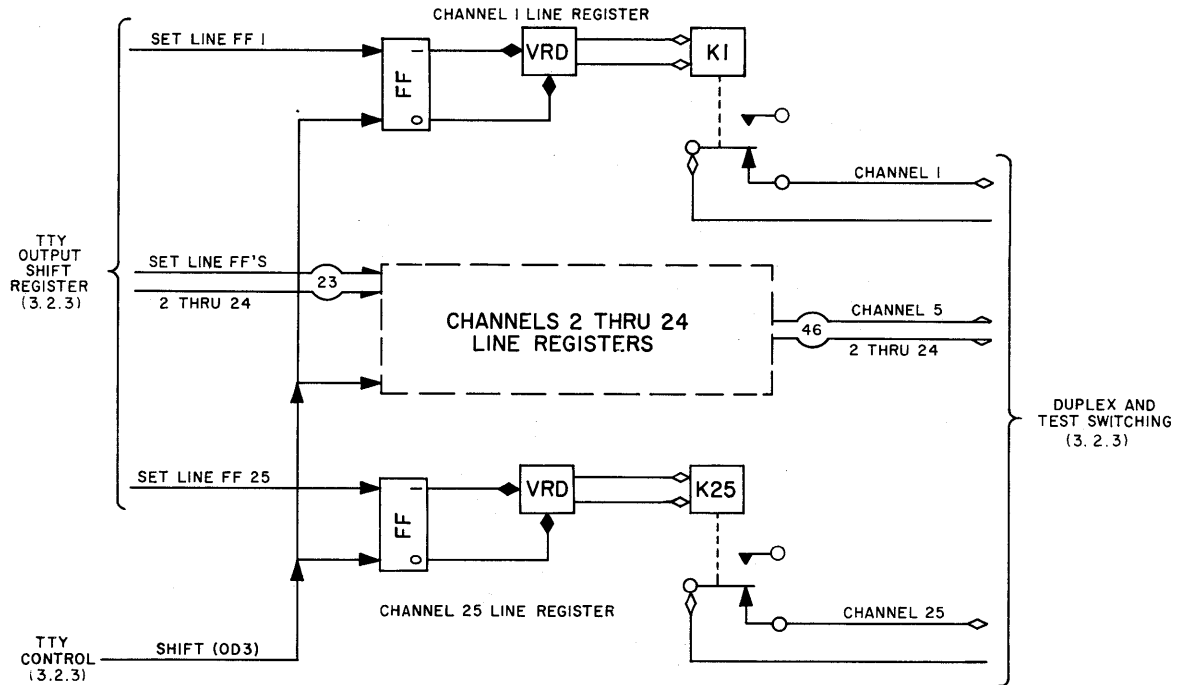 CHANNEL 1 LINE REGISTER
SET LINE FF 1
FF
1
0
VRD
K1
CHANNEL 1
TTY
OUTPUT
SHIFT
REGISTER
(3.2.3)
SET LINE FF'S
23
2 THRU 24
CHANNELS 2 THRU 24
LINE REGISTERS
CHANNEL 5
46
2 THRU 24
DUPLEX AND
TEST SWITCHING
(3.2.3)
SET LINE FF 25
FF
1
0
VRD
K25
CHANNEL 25 LINE REGISTER
CHANNEL 25
TTY
CONTROL
(3.2.3)
SHIFT (OD3)